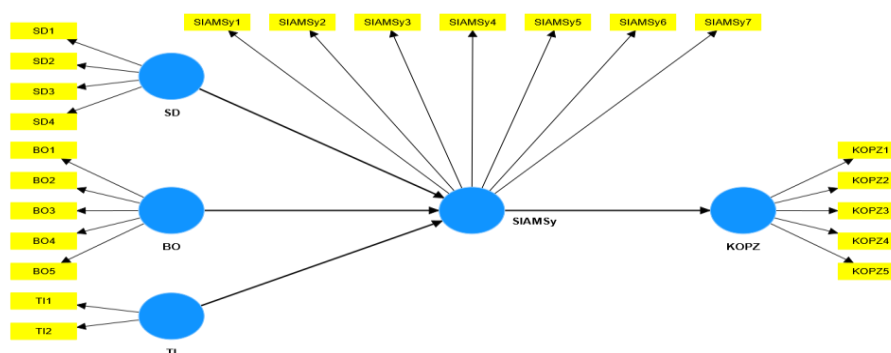 SIAMSy1 SIAMSy2 SIAMSy3 SIAMSy4 SIAMSy5 SIAMSy6 SIAMSy7
SD1
SD2
SD3
SD4
SD
BO1
BO2
BO3
BO4
BO5
BO
TI1
TI2
TI
SIAMSy
KOPZ1
KOPZ2
KOPZ3
KOPZ4
KOPZ5
KOPZ